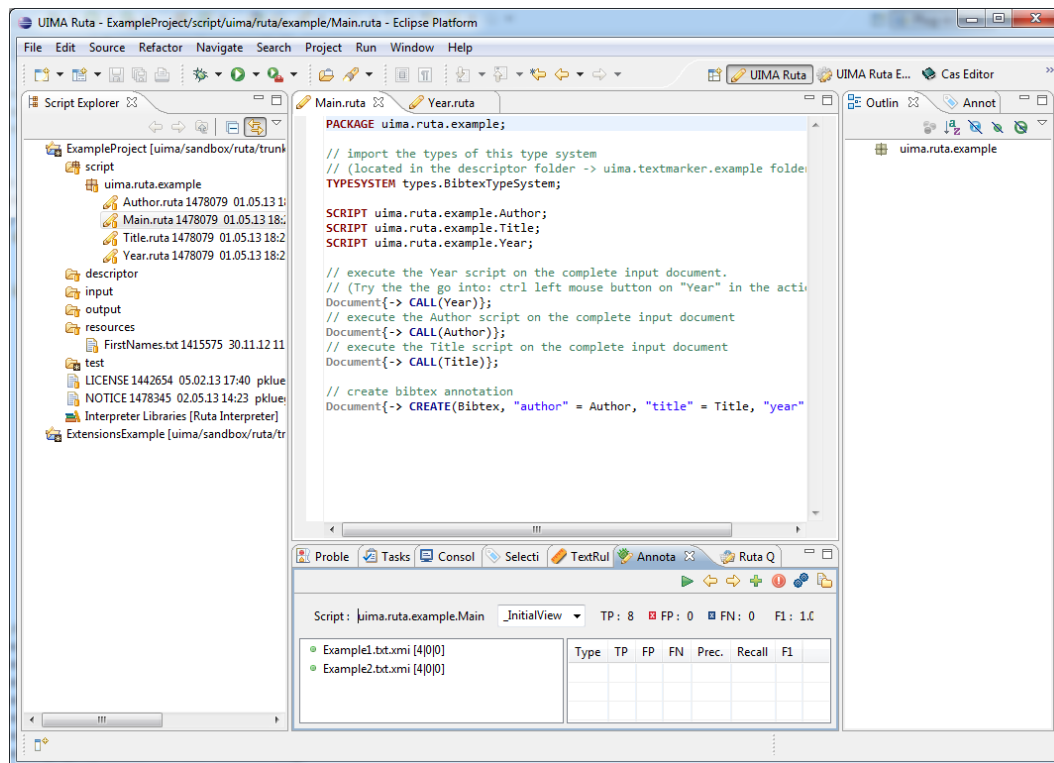 UIMA Ruta - ExampleProject/script/uima/ruta/example/Main.ruta - Eclipse Platform
File Edit Source Refactor Navigate Search Project Run Window Help
UIMA Ruta UIMA Ruta E... Cas Editor »
Script Explorer
ExampleProject [uima/sandbox/ruta/trunk
script
uima.ruta.example
Author.ruta 1478079 01.05.13 18:
Main.ruta 1478079 01.05.13 18:2
Title.ruta 1478079 01.05.13 18:2
Year.ruta 1478079 01.05.13 18:2
descriptor
input
output
resources
FirstNames.txt 1415575 30.11.12 11
test
LICENSE 1442654 05.02.13 17:40 pklue
NOTICE 1478345 02.05.13 14:23 pklue
Interpreter Libraries [Ruta Interpreter]
ExtensionsExample [uima/sandbox/ruta/tr
Main.ruta Year.ruta
PACKAGE uima.ruta.example;
// import the types of this type system
// (located in the descriptor folder -> uima.textmarker.example folde
TYPESYSTEM types.BibtexTypeSystem;
SCRIPT uima.ruta.example.Author;
SCRIPT uima.ruta.example.Title;
SCRIPT uima.ruta.example.Year;
// execute the Year script on the complete input document.
// (Try the the go into: ctrl left mouse button on "Year" in the actio
Document{-> CALL(Year)};
// execute the Author script on the complete input document
Document{-> CALL(Author)};
// execute the Title script on the complete input document
Document{-> CALL(Title)};
// create bibtex annotation
Document{-> CREATE(Bibtex, "author" = Author, "title" = Title, "year"
Outlin Annot
uima.ruta.example
Proble Tasks Consol Selecti TextRul Annota Ruta Q
Script : uima.ruta.example.Main _InitialView TP : 8 FP : 0 FN : 0 F1 : 1.0
Example1.txt.xmi [4|0|0]
Example2.txt.xmi [4|0|0]
Type TP FP FN Prec. Recall F1